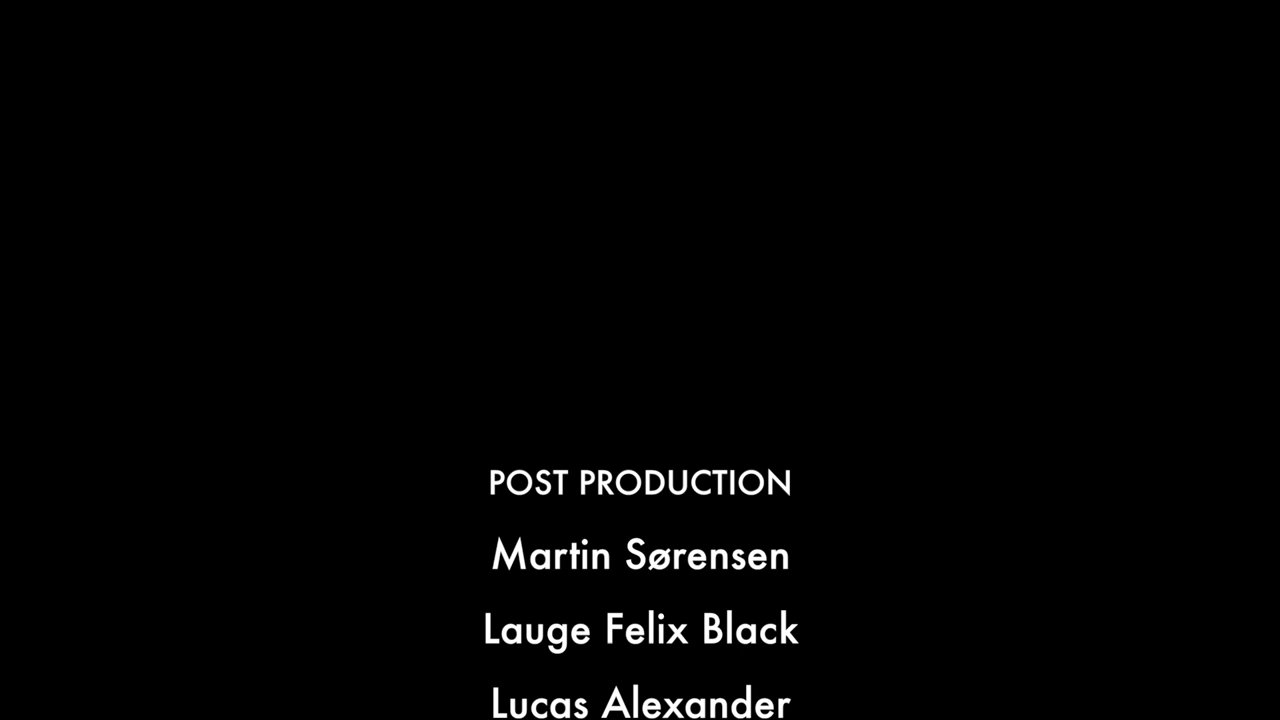 POST PRODUCTION
Martin Sørensen
Lauge Felix Black
Lucas Alexander